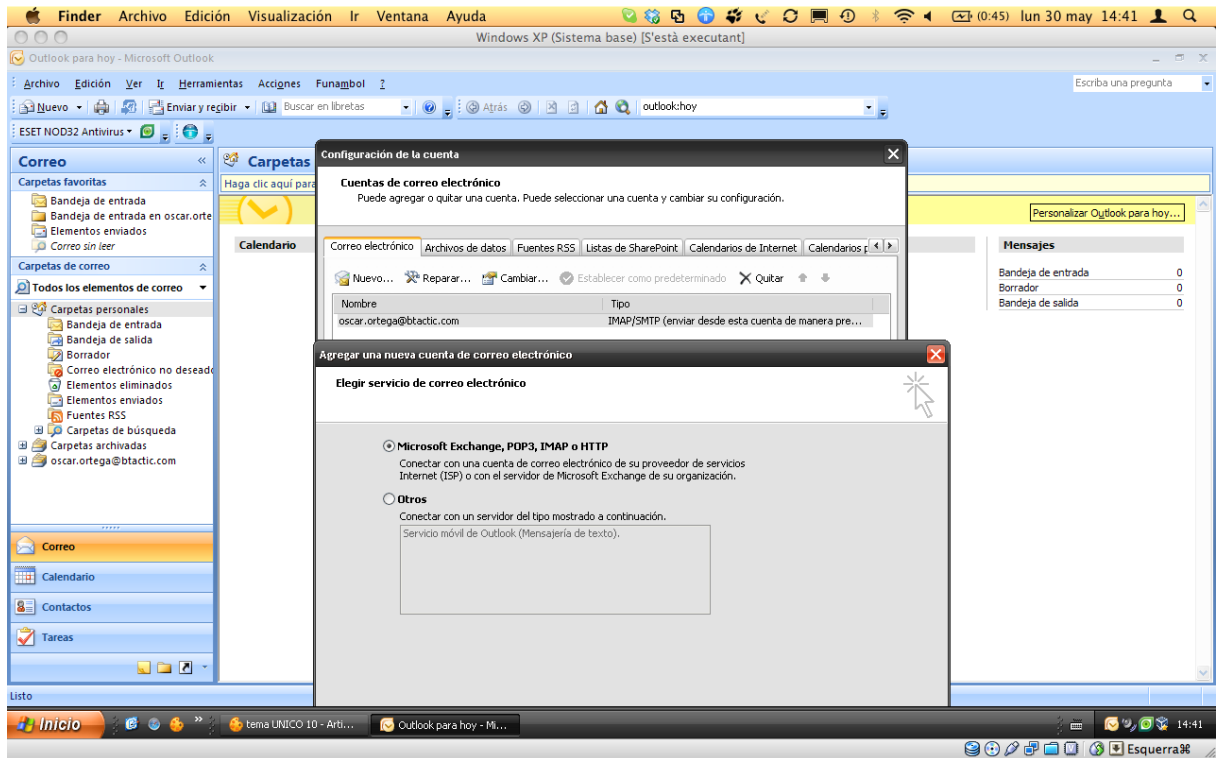 Finder Archivo Edición Visualización Ir Ventana Ayuda (0:45) lun 30 may 14:41
Windows XP (Sistema base) [S'està executant]
Outlook para hoy - Microsoft Outlook
Archivo Edición Ver Ir Herramientas Acciones Funambol ? Escriba una pregunta
Nuevo Enviar y recibir Buscar en libretas Atrás outlook:hoy
ESET NOD32 Antivirus
Correo «
Carpetas favoritas
Bandeja de entrada
Bandeja de entrada en oscar.orte
Elementos enviados
Correo sin leer
Carpetas de correo
Todos los elementos de correo
Carpetas personales
Bandeja de entrada
Bandeja de salida
Borrador
Correo electrónico no deseado
Elementos eliminados
Elementos enviados
Fuentes RSS
Carpetas de búsqueda
Carpetas archivadas
oscar.ortega@btactic.com
Correo
Calendario
Contactos
Tareas
Listo
Carpetas
Haga clic aquí para
Personalizar Outlook para hoy...
Calendario
Mensajes
Bandeja de entrada 0
Borrador 0
Bandeja de salida 0
Configuración de la cuenta
Cuentas de correo electrónico
Puede agregar o quitar una cuenta. Puede seleccionar una cuenta y cambiar su configuración.
Correo electrónico Archivos de datos Fuentes RSS Listas de SharePoint Calendarios de Internet Calendarios p
Nuevo... Reparar... Cambiar... Establecer como predeterminado Quitar
Nombre Tipo
oscar.ortega@btactic.com IMAP/SMTP (enviar desde esta cuenta de manera pre...
Agregar una nueva cuenta de correo electrónico
Elegir servicio de correo electrónico
Microsoft Exchange, POP3, IMAP o HTTP
Conectar con una cuenta de correo electrónico de su proveedor de servicios
Internet (ISP) o con el servidor de Microsoft Exchange de su organización.
Otros
Conectar con un servidor del tipo mostrado a continuación.
Servicio móvil de Outlook (Mensajería de texto).
Inicio » tema UNICO 10 - Arti... Outlook para hoy - Mi... 14:41
Esquerra⌘